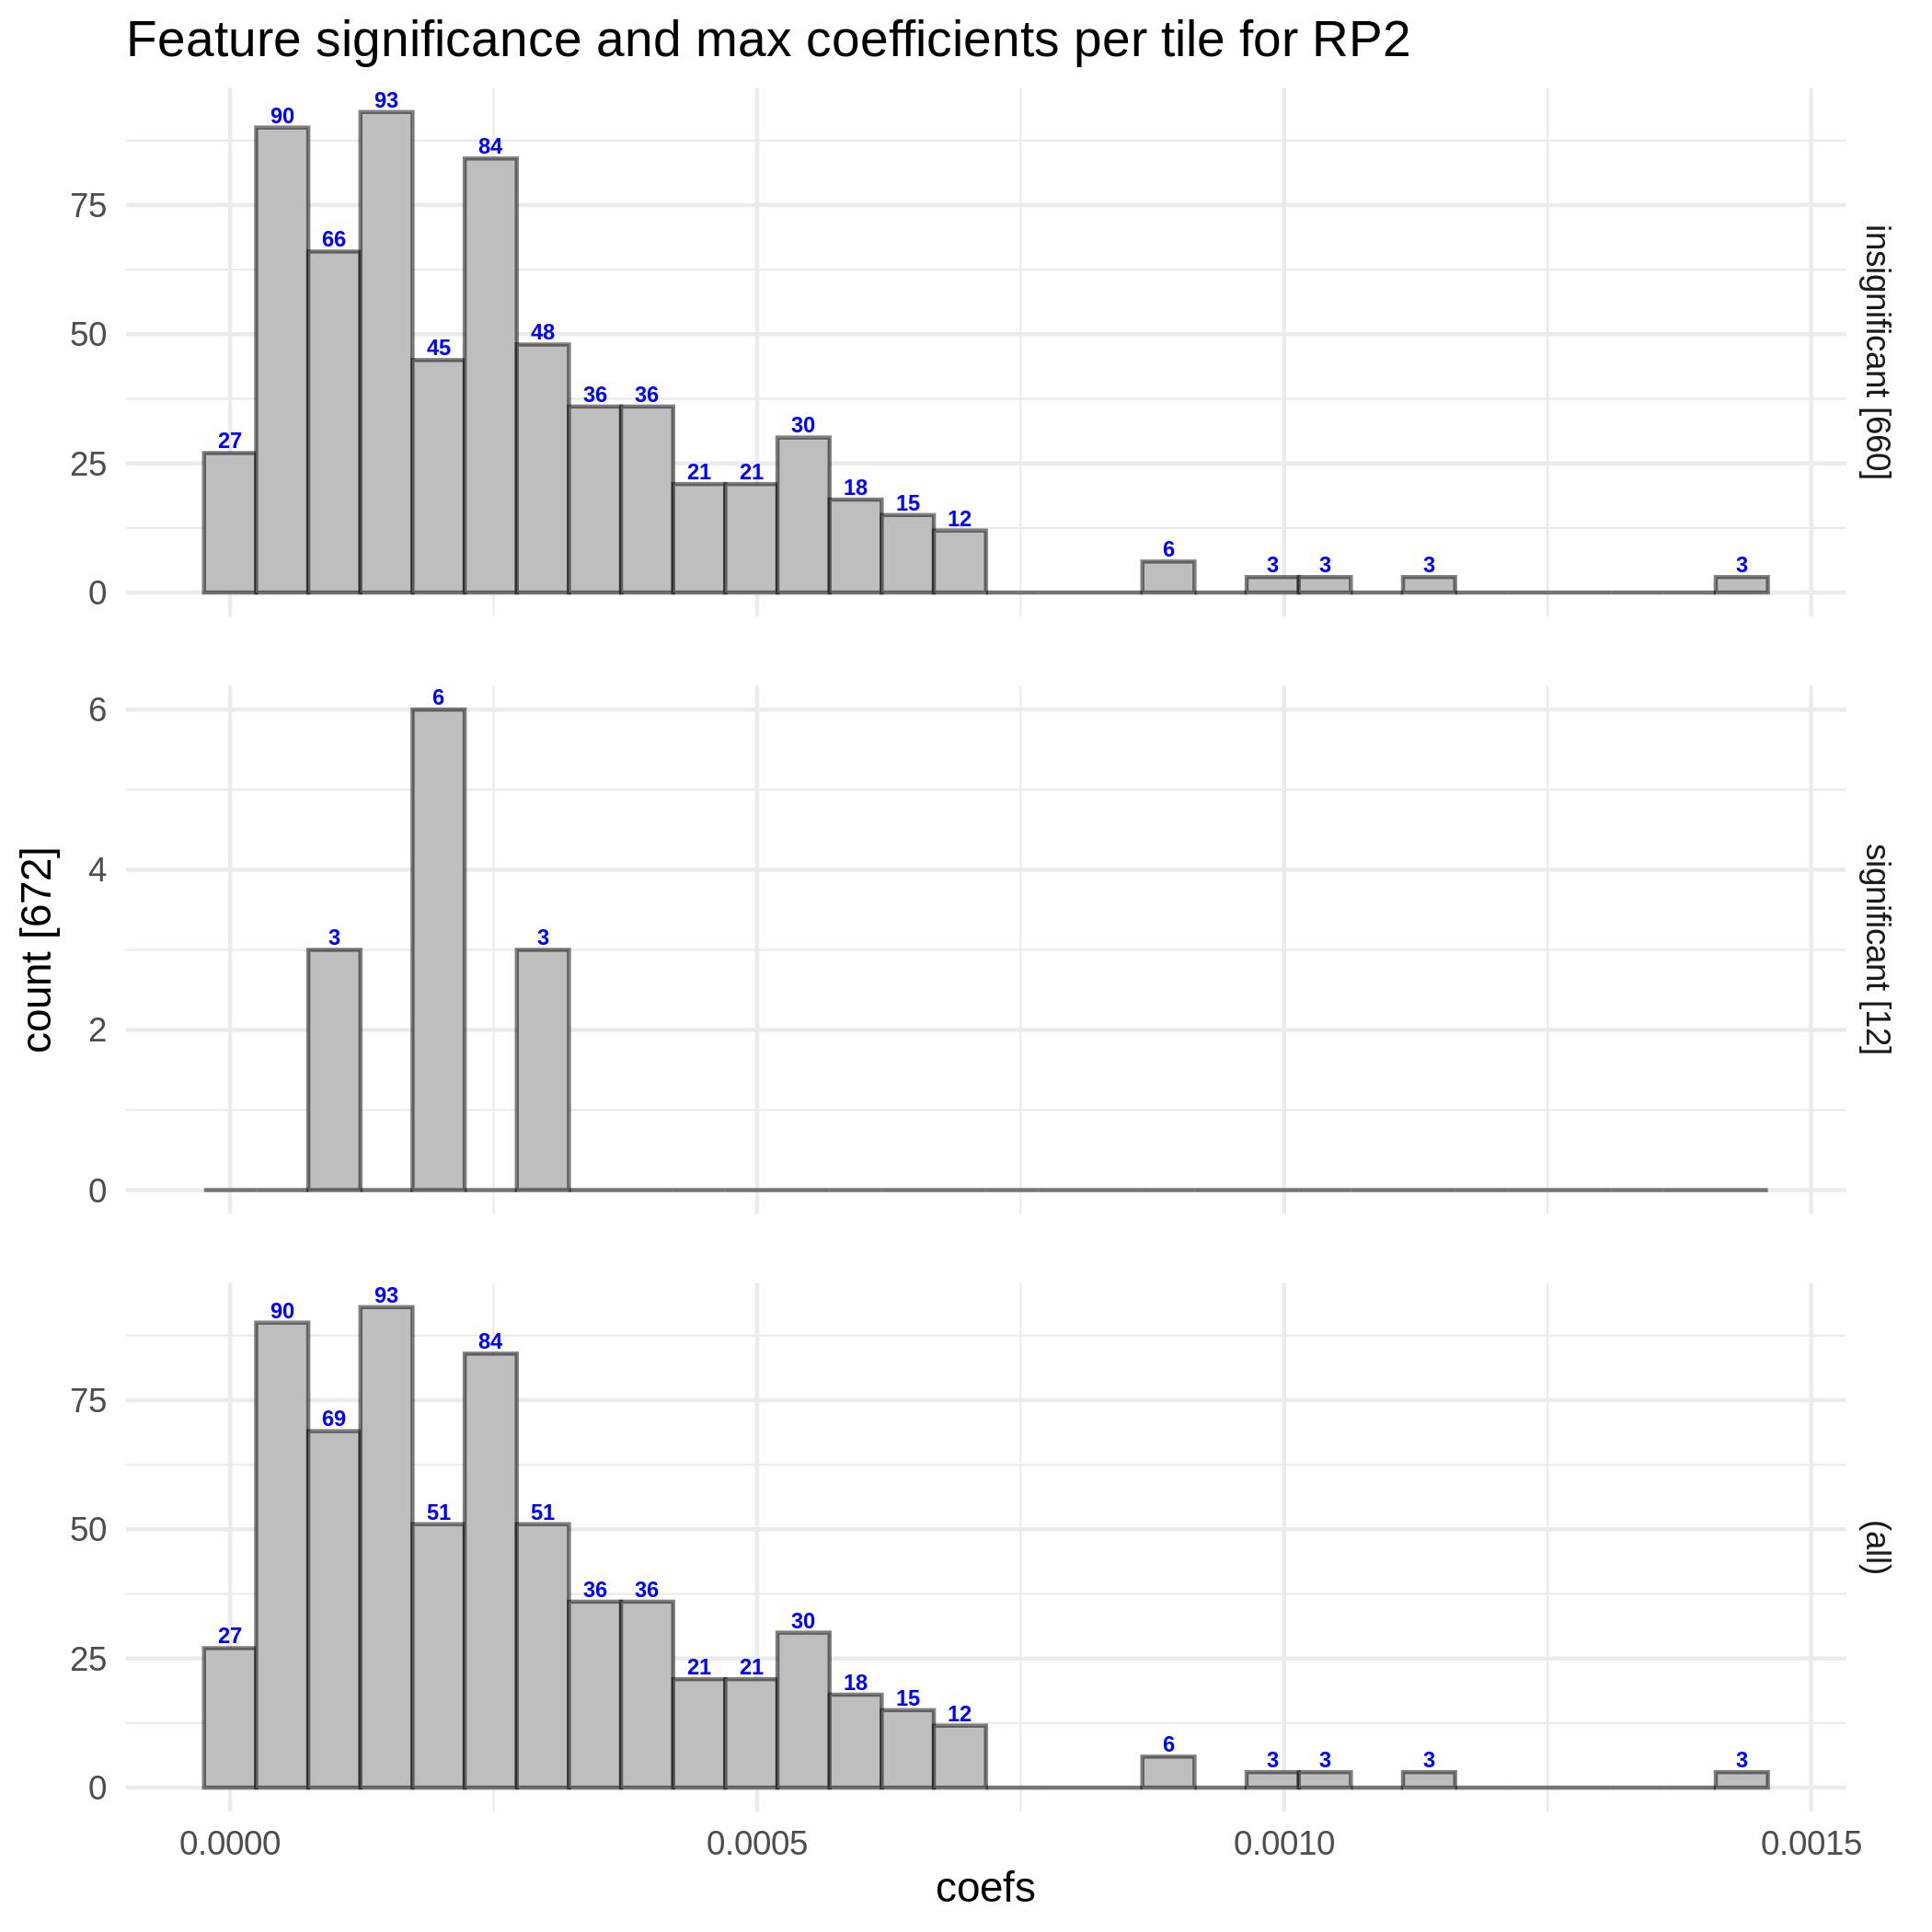 Feature significance and max coefficients per tile for RP2
90 93 84 66 45 48 36 36 27 21 21 30 18 15 12 6 3 3 3 3
75
50
25
0
insignificant [660]
6 3 3
6
4
2
0
significant [12]
count [672]
90 93 84 69 51 51 36 36 27 21 21 30 18 15 12 6 3 3 3 3
75
50
25
0
(all)
0.0000 0.0005 0.0010 0.0015
coefs